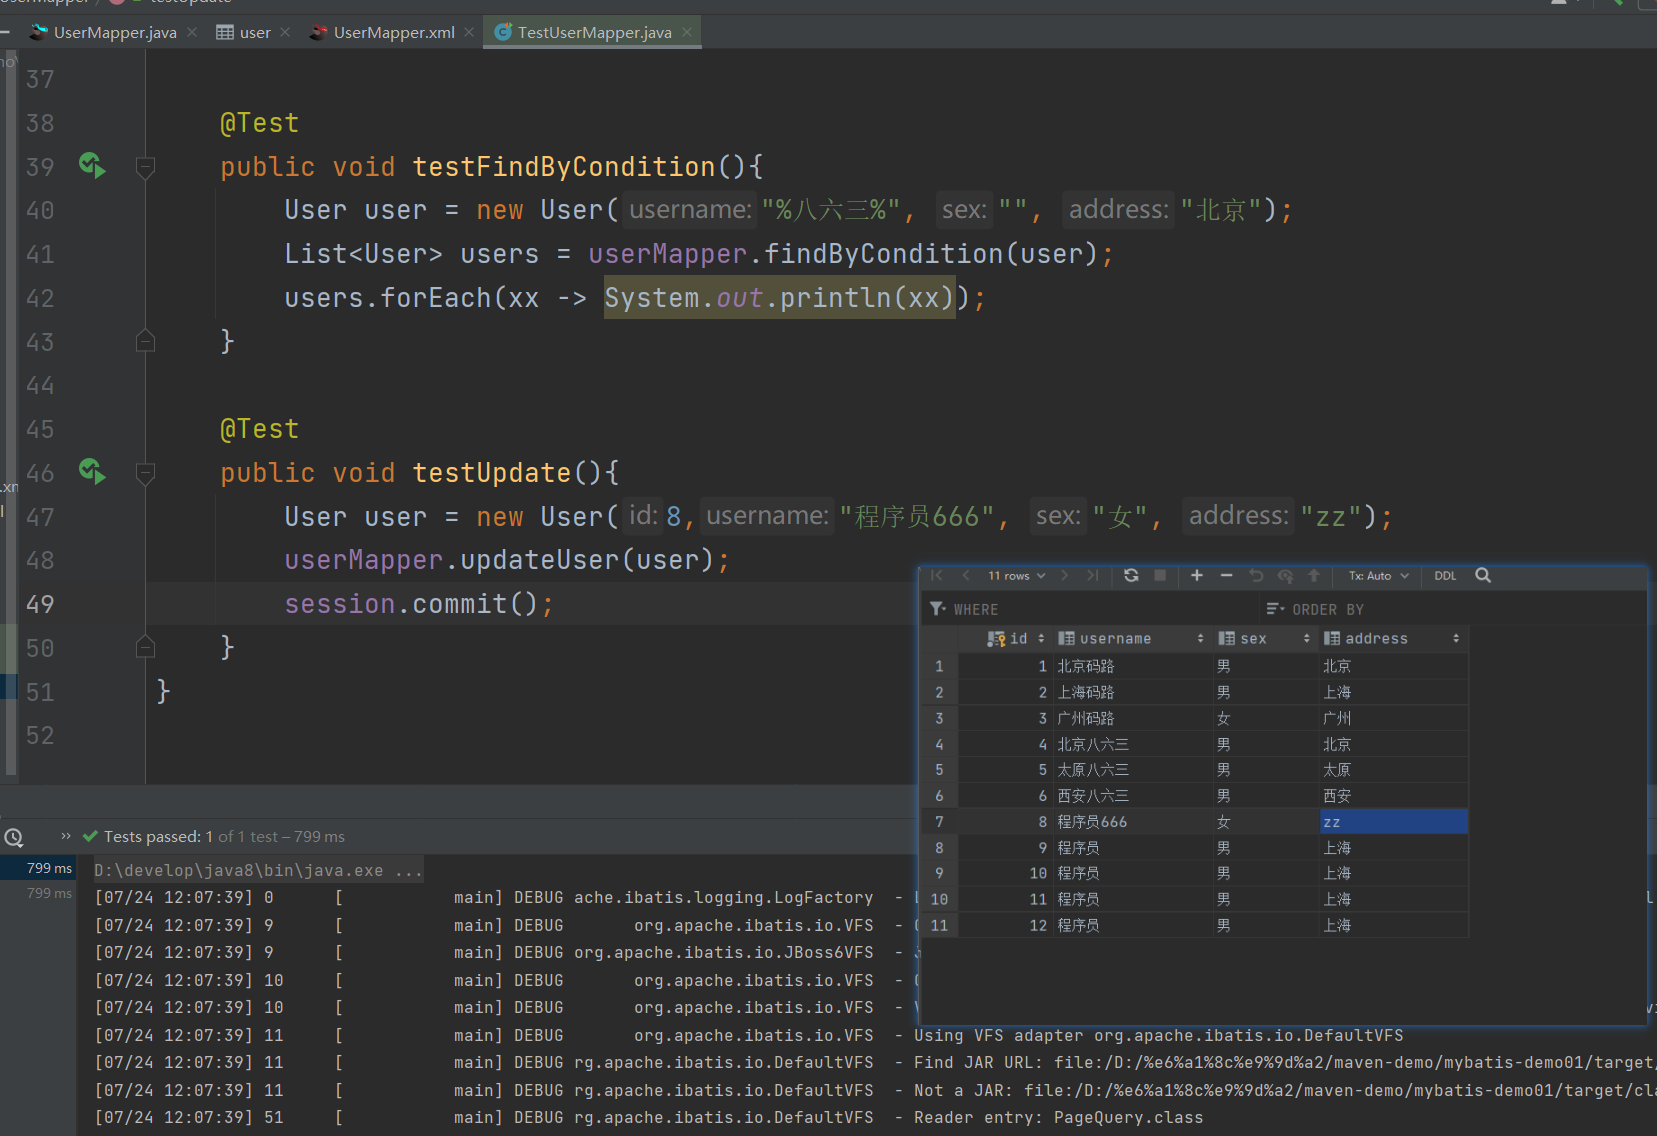 UserMapper.java
user
UserMapper.xml
TestUserMapper.java
37
38 @Test
39 public void testFindByCondition(){
40 User user = new User( username: "%八六三%", sex: "", address: "北京");
41 List<User> users = userMapper.findByCondition(user);
42 users.forEach(xx -> System.out.println(xx));
43 }
44
45 @Test
46 public void testUpdate(){
47 User user = new User( id: 8, username: "程序员666", sex: "女", address: "zz");
48 userMapper.updateUser(user);
49 session.commit();
50 }
51 }
52
11 rows Tx: Auto DDL
WHERE ORDER BY
id username sex address
1 1 北京码路 男 北京
2 2 上海码路 男 上海
3 3 广州码路 女 广州
4 4 北京八六三 男 北京
5 5 太原八六三 男 太原
6 6 西安八六三 男 西安
7 8 程序员666 女 zz
8 9 程序员 男 上海
9 10 程序员 男 上海
10 11 程序员 男 上海
11 12 程序员 男 上海
Tests passed: 1 of 1 test – 799 ms
799 ms
799 ms
D:\develop\java8\bin\java.exe ...
[07/24 12:07:39] 0 [ main] DEBUG ache.ibatis.logging.LogFactory -
[07/24 12:07:39] 9 [ main] DEBUG org.apache.ibatis.io.VFS -
[07/24 12:07:39] 9 [ main] DEBUG org.apache.ibatis.io.JBoss6VFS -
[07/24 12:07:39] 10 [ main] DEBUG org.apache.ibatis.io.VFS -
[07/24 12:07:39] 10 [ main] DEBUG org.apache.ibatis.io.VFS -
[07/24 12:07:39] 11 [ main] DEBUG org.apache.ibatis.io.VFS - Using VFS adapter org.apache.ibatis.io.DefaultVFS
[07/24 12:07:39] 11 [ main] DEBUG rg.apache.ibatis.io.DefaultVFS - Find JAR URL: file:/D:/%e6%a1%8c%e9%9d%a2/maven-demo/mybatis-demo01/target/
[07/24 12:07:39] 11 [ main] DEBUG rg.apache.ibatis.io.DefaultVFS - Not a JAR: file:/D:/%e6%a1%8c%e9%9d%a2/maven-demo/mybatis-demo01/target/cla
[07/24 12:07:39] 51 [ main] DEBUG rg.apache.ibatis.io.DefaultVFS - Reader entry: PageQuery.class